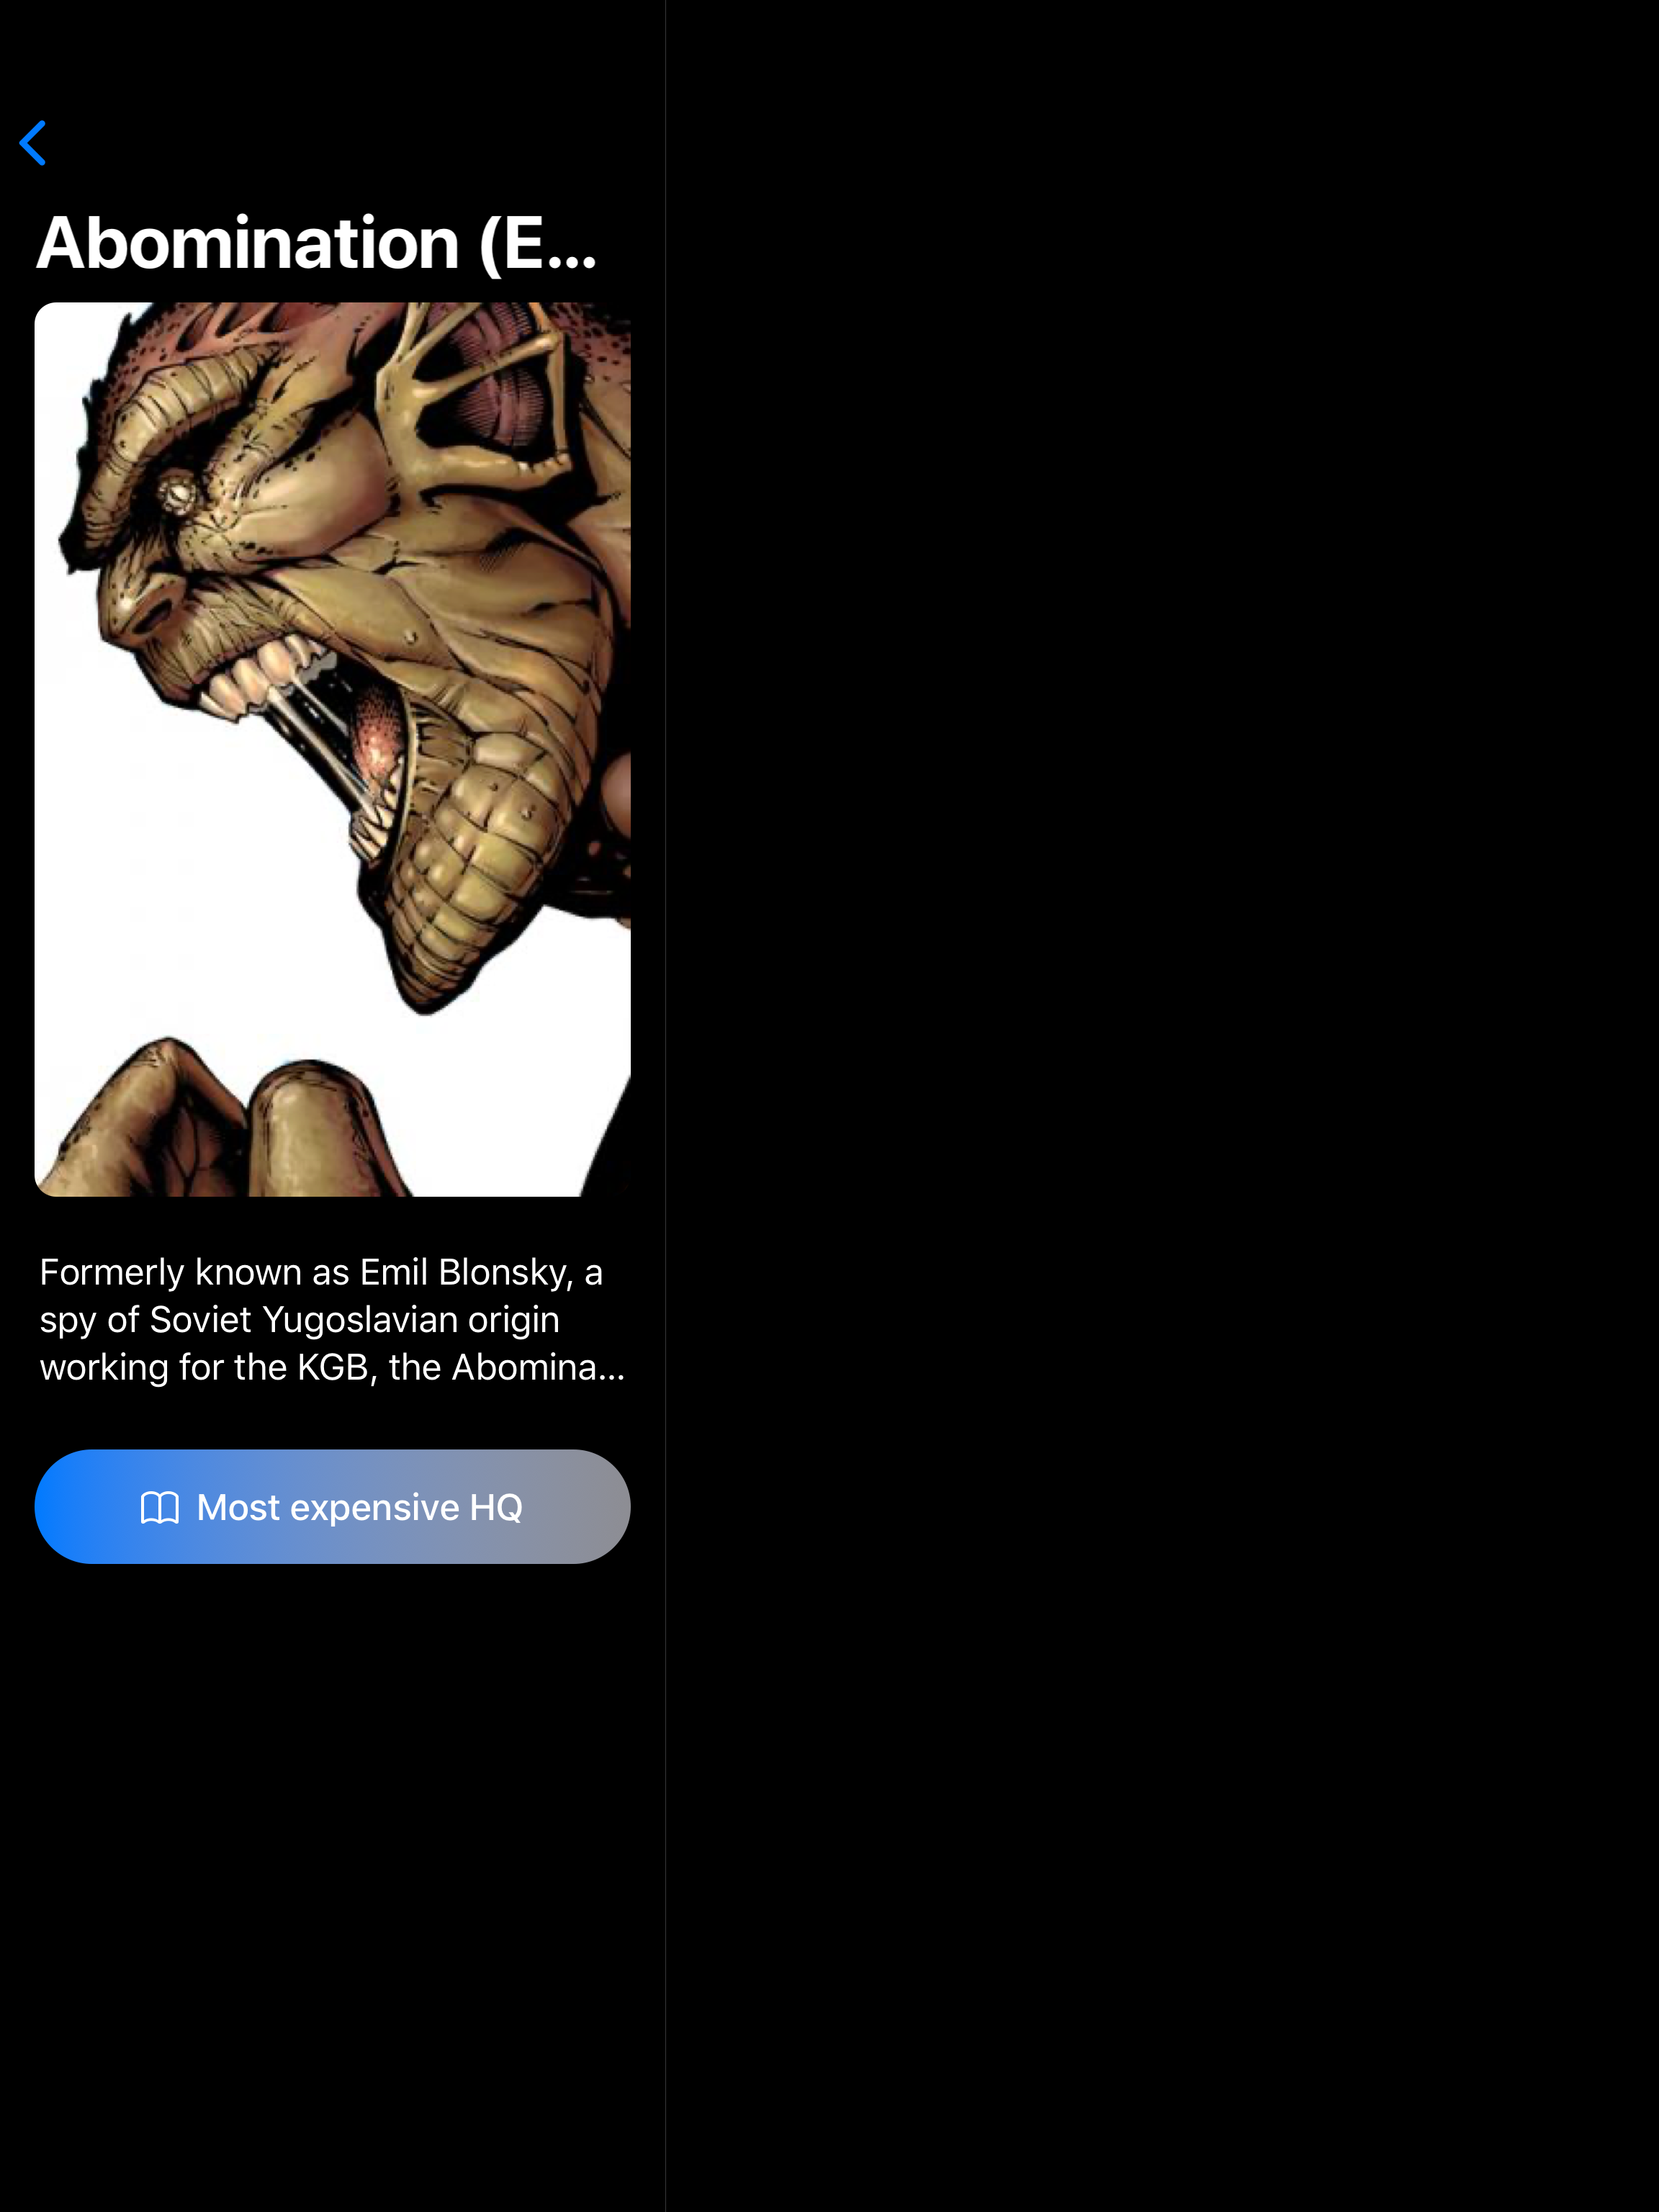 Abomination (E...
Formerly known as Emil Blonsky, a
spy of Soviet Yugoslavian origin
working for the KGB, the Abomina...
Most expensive HQ